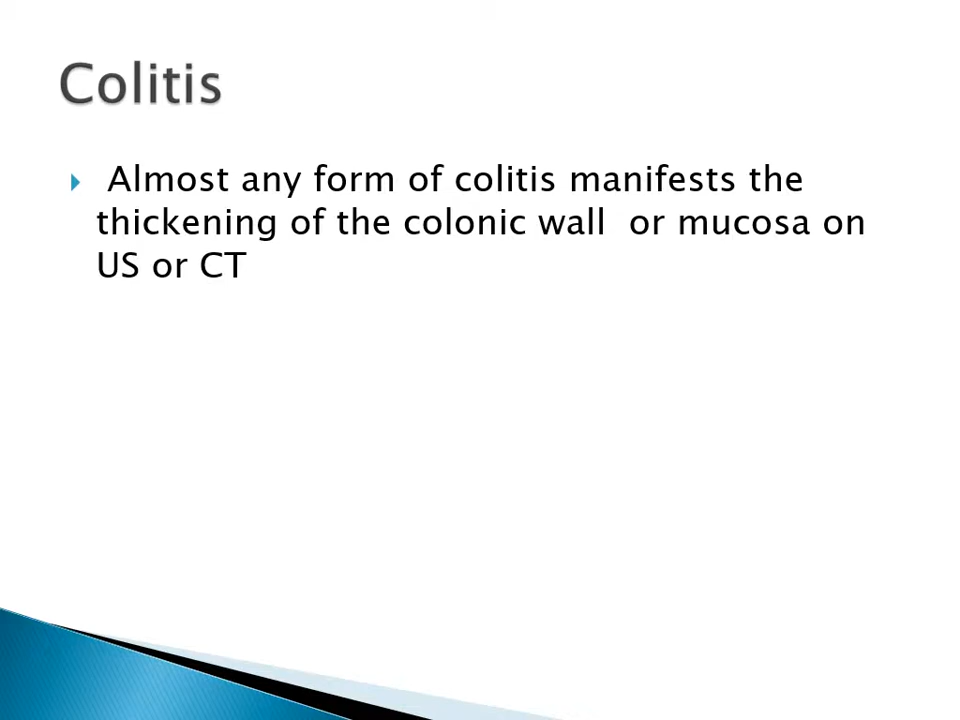 Colitis
Almost any form of colitis manifests the
thickening of the colonic wall  or mucosa on
US or CT